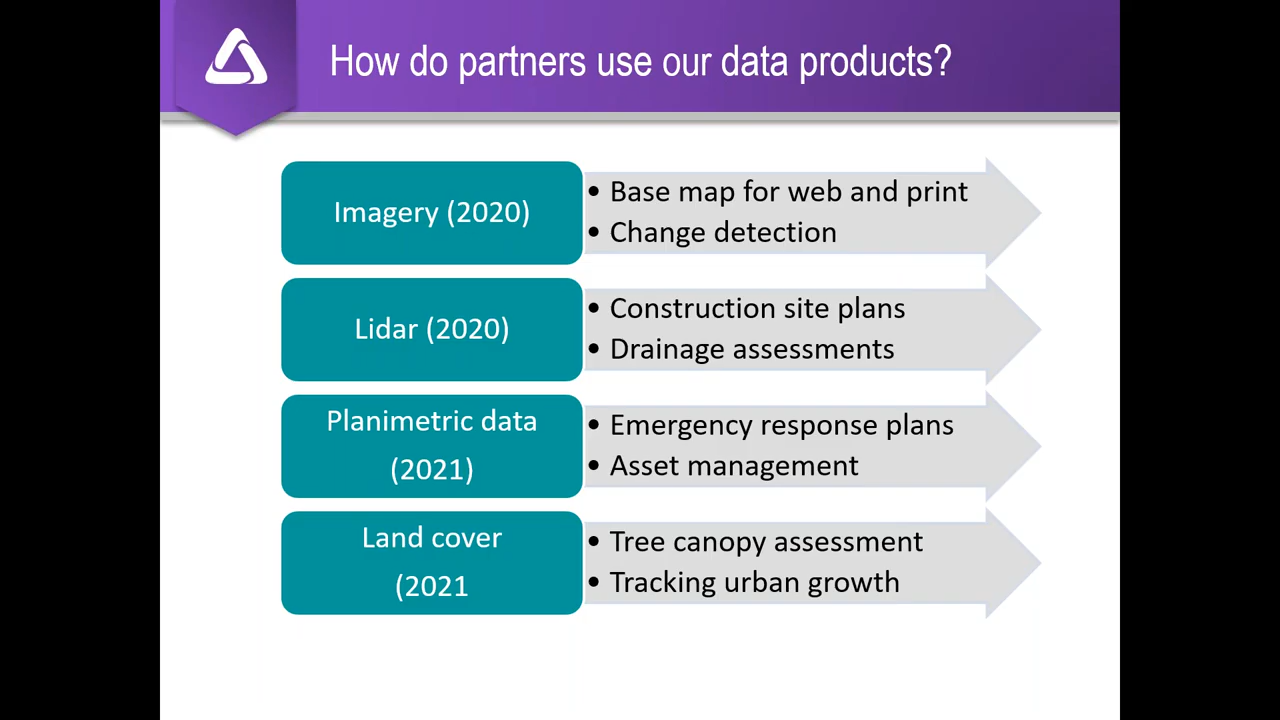 How do partners use our data products?
Imagery (2020)
• Base map for web and print
• Change detection
Lidar (2020)
• Construction site plans
• Drainage assessments
Planimetric data
(2021)
• Emergency response plans
• Asset management
Land cover
(2021
• Tree canopy assessment
• Tracking urban growth